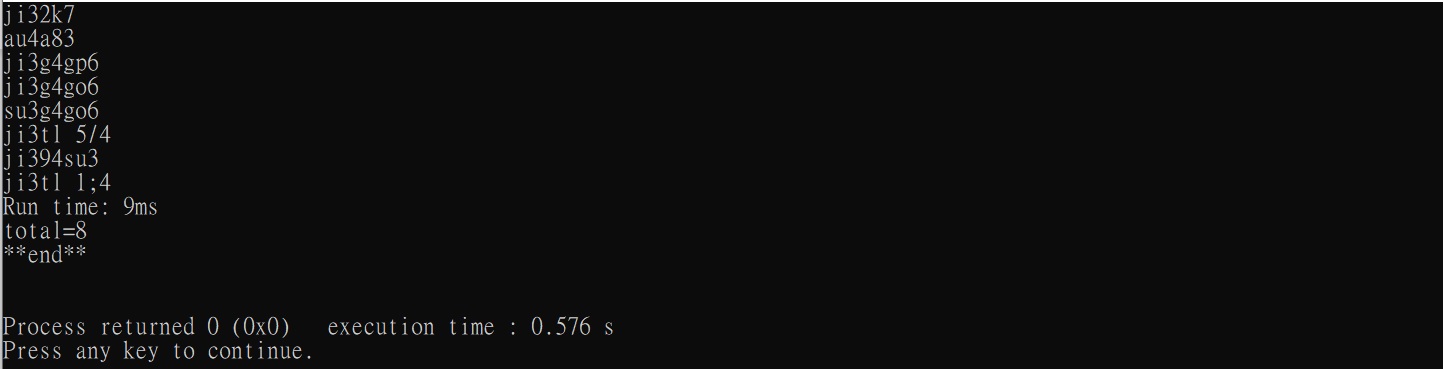 ji32k7
au4a83
ji3g4gp6
ji3g4go6
su3g4go6
ji3tl 5/4
ji394su3
ji3tl l;4
Run time: 9ms
total=8
**end**
Process returned 0 (0x0)   execution time : 0.576 s
Press any key to continue.